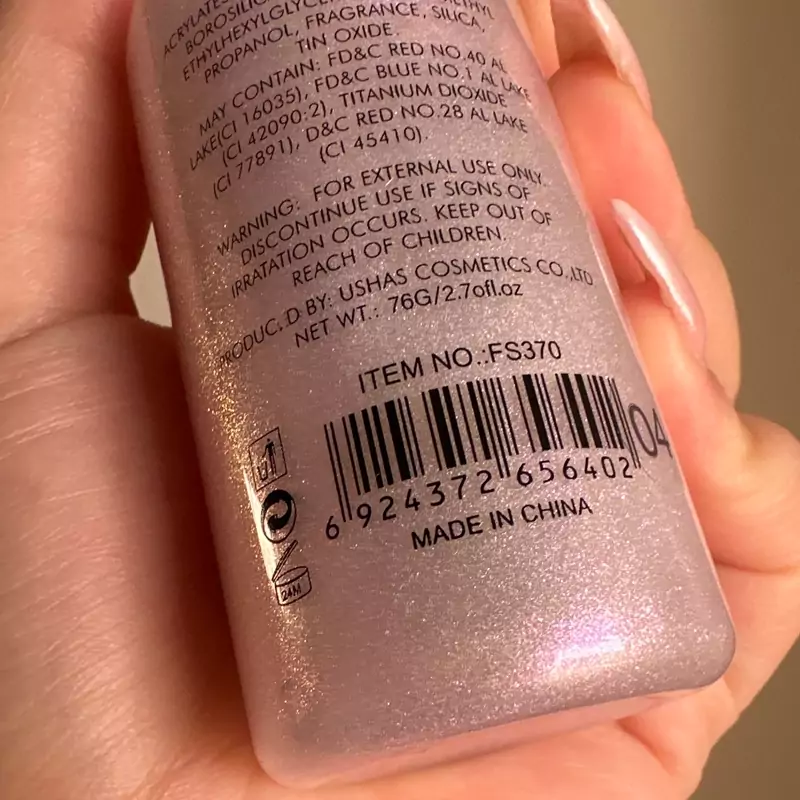 ACRYLATES
BOROSILIC
ETHYLHEXYLGLYCE
PROPANOL, FRAGRANCE, SILICA,
TIN OXIDE.
MAY CONTAIN: FD&C RED NO.40 AL
LAKE(CI 16035), FD&C BLUE NO.1 AL LAKE
(CI 42090:2), TITANIUM DIOXIDE
(CI 77891), D&C RED NO.28 AL LAKE
(CI 45410).
WARNING: FOR EXTERNAL USE ONLY.
DISCONTINUE USE IF SIGNS OF
IRRATATION OCCURS. KEEP OUT OF
REACH OF CHILDREN.
PRODUC.D BY: USHAS COSMETICS CO.,LTD
NET WT.: 76G/2.7ofl.oz
ITEM NO.:FS370
04
6 924372 656402
MADE IN CHINA
24M